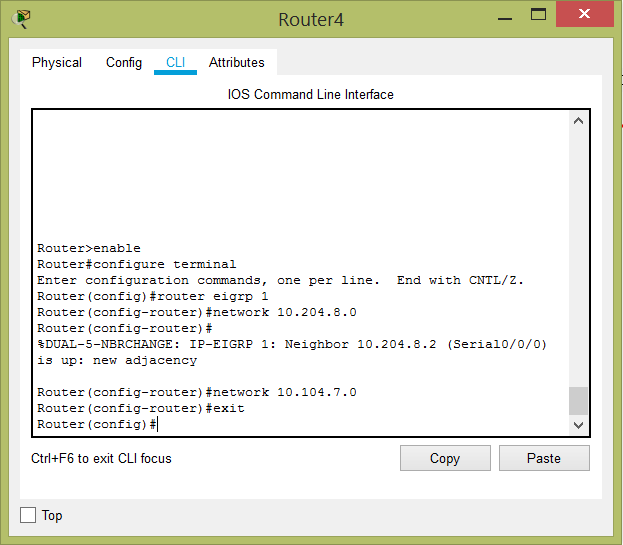 Router4
Physical Config CLI Attributes
IOS Command Line Interface
Router>enable
Router#configure terminal
Enter configuration commands, one per line.  End with CNTL/Z.
Router(config)#router eigrp 1
Router(config-router)#network 10.204.8.0
Router(config-router)#
%DUAL-5-NBRCHANGE: IP-EIGRP 1: Neighbor 10.204.8.2 (Serial0/0/0)
is up: new adjacency
Router(config-router)#network 10.104.7.0
Router(config-router)#exit
Router(config)#
Ctrl+F6 to exit CLI focus
Copy Paste
Top